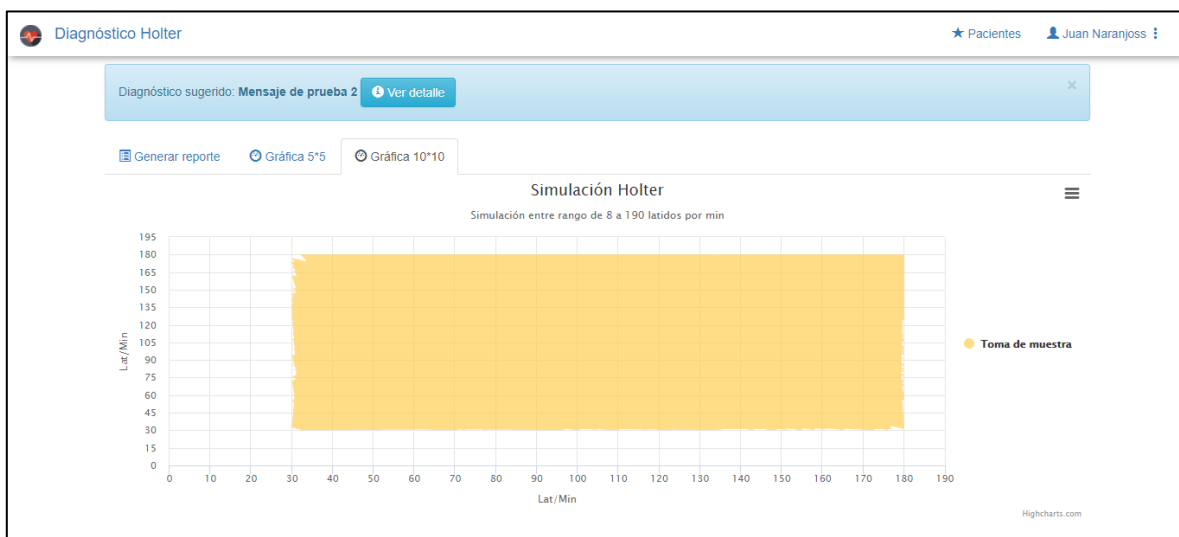 Diagnóstico Holter
Pacientes
Juan Naranjoss
Diagnóstico sugerido: Mensaje de prueba 2
Ver detalle
×
Generar reporte
Gráfica 5*5
Gráfica 10*10
Simulación Holter
Simulación entre rango de 8 a 190 latidos por min
195
180
165
150
135
120
105
90
75
60
45
30
15
0
Lat/Min
0 10 20 30 40 50 60 70 80 90 100 110 120 130 140 150 160 170 180 190
Lat/Min
Toma de muestra
Highcharts.com